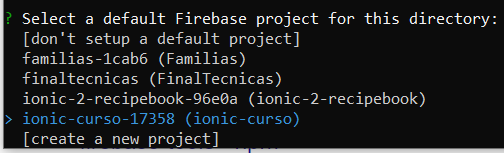 ? Select a default Firebase project for this directory:
[don't setup a default project]
familias-1cab6 (Familias)
finaltecnicas (FinalTecnicas)
ionic-2-recipebook-96e0a (ionic-2-recipebook)
> ionic-curso-17358 (ionic-curso)
[create a new project]